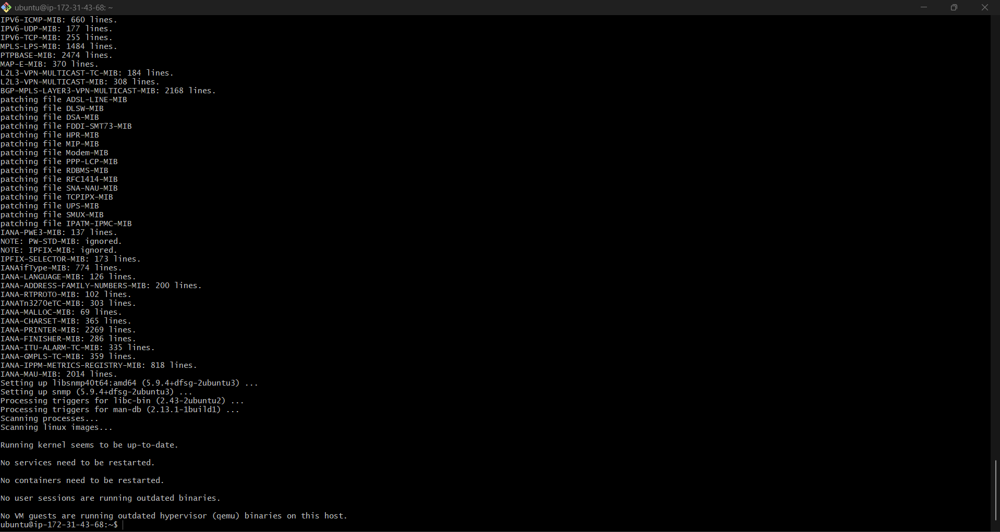 ubuntu@ip-172-31-43-68: ~
IPV6-ICMP-MIB: 660 lines.
IPV6-UDP-MIB: 177 lines.
IPV6-TCP-MIB: 255 lines.
MPLS-LPS-MIB: 1484 lines.
PTPBASE-MIB: 2474 lines.
MAP-E-MIB: 370 lines.
L2L3-VPN-MULTICAST-TC-MIB: 184 lines.
L2L3-VPN-MULTICAST-MIB: 308 lines.
BGP-MPLS-LAYER3-VPN-MULTICAST-MIB: 2168 lines.
patching file ADSL-LINE-MIB
patching file DLSW-MIB
patching file DSA-MIB
patching file FDDI-SMT73-MIB
patching file HPR-MIB
patching file MIP-MIB
patching file Modem-MIB
patching file PPP-LCP-MIB
patching file RDBMS-MIB
patching file RFC1414-MIB
patching file SNA-NAU-MIB
patching file TCPIPX-MIB
patching file UPS-MIB
patching file SMUX-MIB
patching file IPATM-IPMC-MIB
IANA-PWE3-MIB: 137 lines.
NOTE: PW-STD-MIB: ignored.
NOTE: IPFIX-MIB: ignored.
IPFIX-SELECTOR-MIB: 173 lines.
IANAifType-MIB: 774 lines.
IANA-LANGUAGE-MIB: 126 lines.
IANA-ADDRESS-FAMILY-NUMBERS-MIB: 200 lines.
IANA-RTPROTO-MIB: 102 lines.
IANATn3270eTC-MIB: 303 lines.
IANA-MALLOC-MIB: 69 lines.
IANA-CHARSET-MIB: 365 lines.
IANA-PRINTER-MIB: 2269 lines.
IANA-FINISHER-MIB: 286 lines.
IANA-ITU-ALARM-TC-MIB: 335 lines.
IANA-GMPLS-TC-MIB: 359 lines.
IANA-IPPM-METRICS-REGISTRY-MIB: 818 lines.
IANA-MAU-MIB: 2014 lines.
Setting up libsnmp40t64:amd64 (5.9.4+dfsg-2ubuntu3) ...
Setting up snmp (5.9.4+dfsg-2ubuntu3) ...
Processing triggers for libc-bin (2.43-2ubuntu2) ...
Processing triggers for man-db (2.13.1-1build1) ...
Scanning processes...
Scanning linux images...
Running kernel seems to be up-to-date.
No services need to be restarted.
No containers need to be restarted.
No user sessions are running outdated binaries.
No VM guests are running outdated hypervisor (qemu) binaries on this host.
ubuntu@ip-172-31-43-68:~$